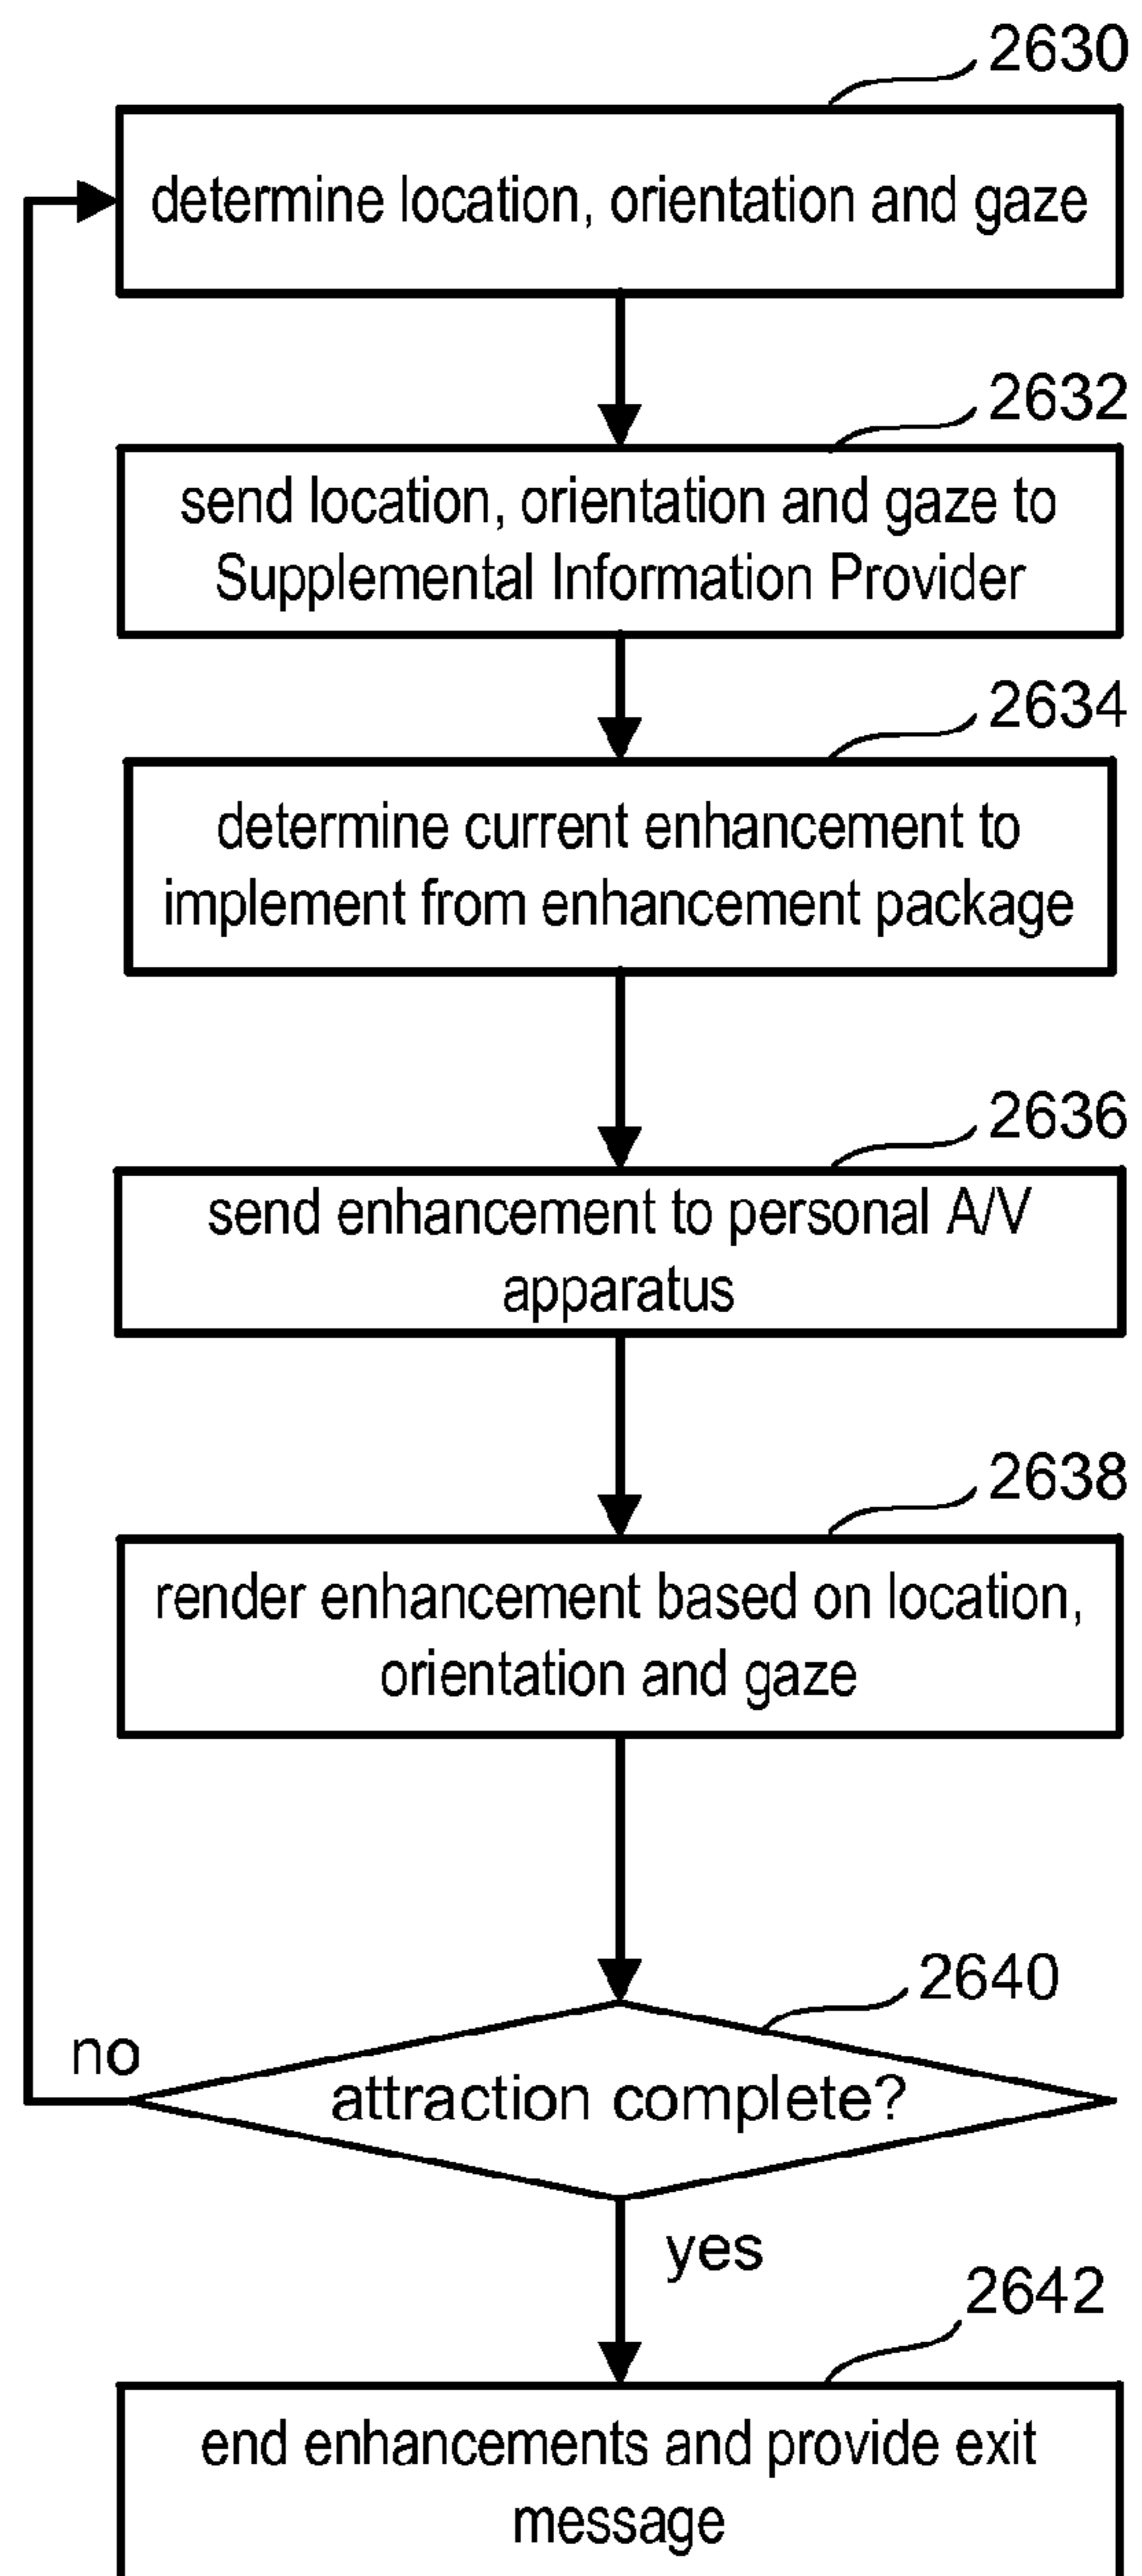 2630
determine location, orientation and gaze
2632
send location, orientation and gaze to
Supplemental Information Provider
2634
determine current enhancement to
implement from enhancement package
2636
send enhancement to personal A/V
apparatus
2638
render enhancement based on location,
orientation and gaze
2640
no
attraction complete?
yes
2642
end enhancements and provide exit
message